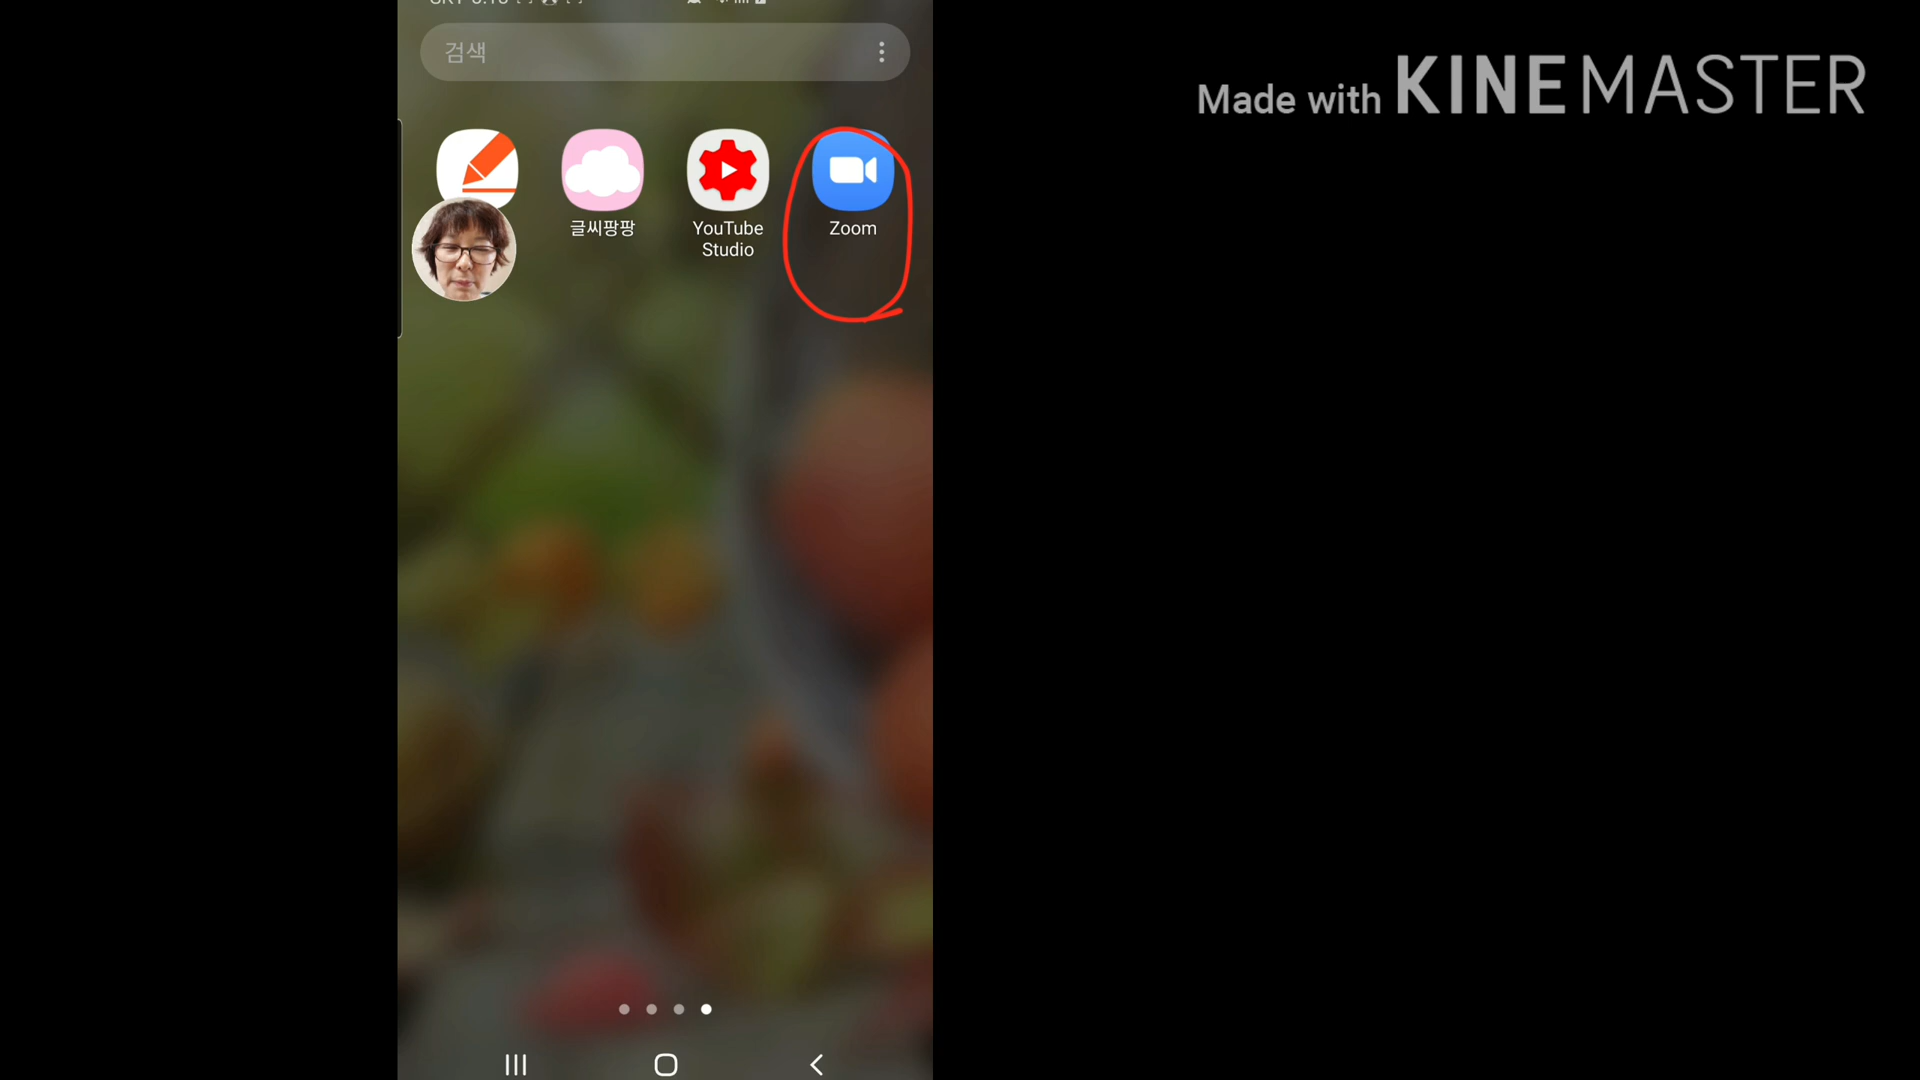 검색
Made with KINEMASTER
글씨팡팡
YouTube
Studio
Zoom